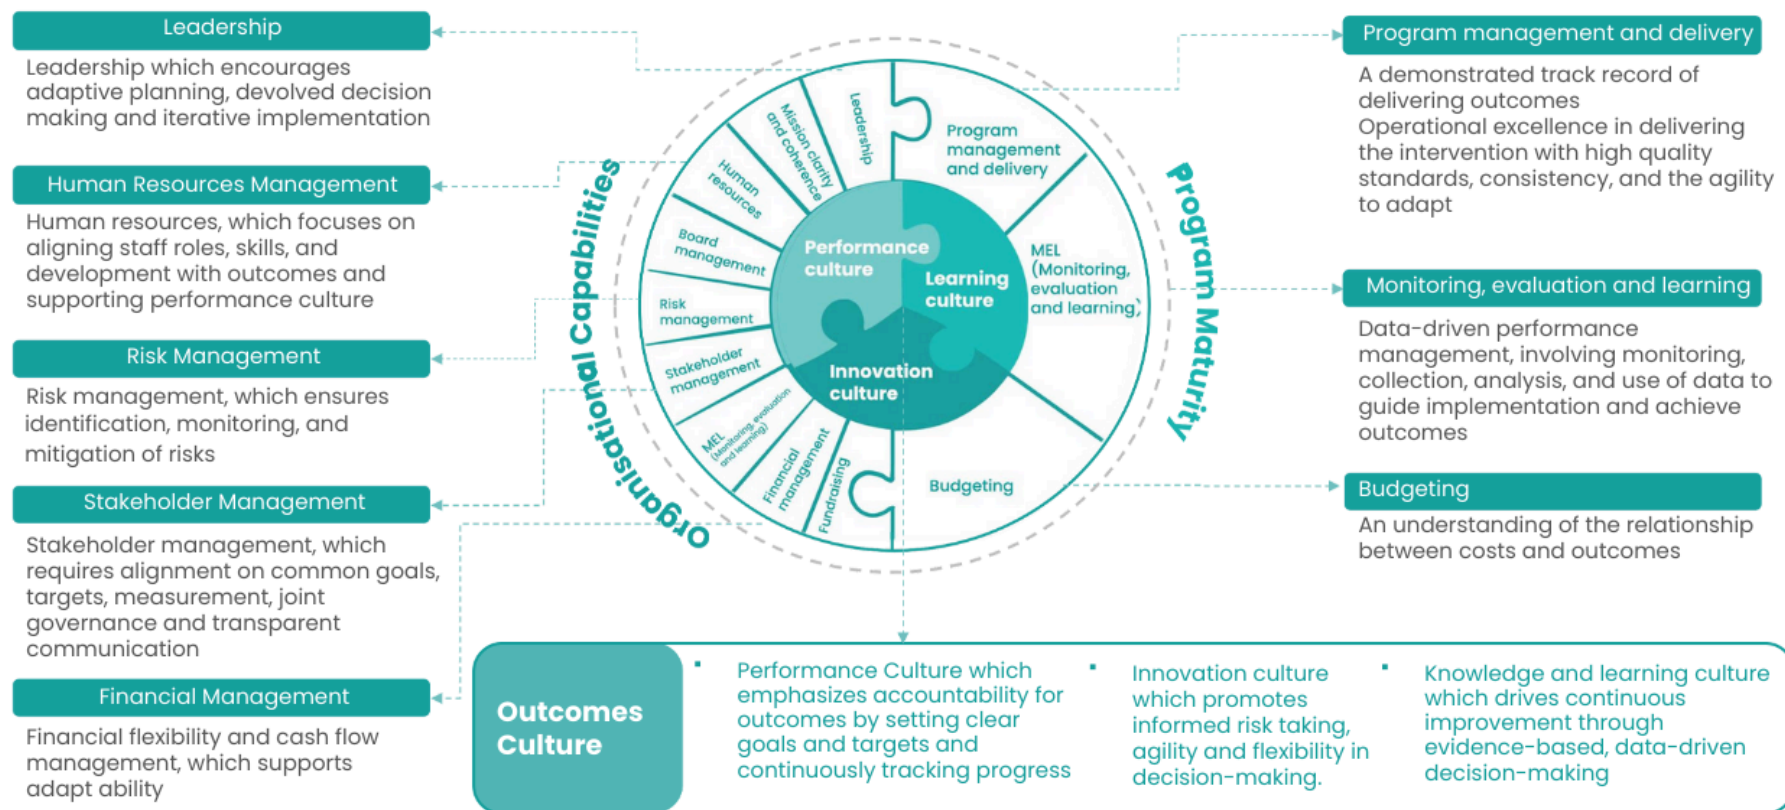 Leadership
Leadership which encourages
adaptive planning, devolved decision
making and iterative implementation
Human Resources Management
Human resources, which focuses on
aligning staff roles, skills, and
development with outcomes and
supporting performance culture
Risk Management
Risk management, which ensures
identification, monitoring, and
mitigation of risks
Stakeholder Management
Stakeholder management, which
requires alignment on common goals,
targets, measurement, joint
governance and transparent
communication
Financial Management
Financial flexibility and cash flow
management, which supports
adapt ability
Organisational Capabilities
Leadership
Mission clarity
and coherence
Human
resources
Board
management
Risk
management
Stakeholder
management
MEL
(Monitoring, evaluation
and learning)
Financial
management
Fundraising
Performance
culture
Learning
culture
Innovation
culture
Program
management
and delivery
MEL
(Monitoring,
evaluation
and learning)
Budgeting
Program Maturity
Program management and delivery
A demonstrated track record of
delivering outcomes
Operational excellence in delivering
the intervention with high quality
standards, consistency, and the agility
to adapt
Monitoring, evaluation and learning
Data-driven performance
management, involving monitoring,
collection, analysis, and use of data to
guide implementation and achieve
outcomes
Budgeting
An understanding of the relationship
between costs and outcomes
Outcomes
Culture
▪ Performance Culture which
emphasizes accountability for
outcomes by setting clear
goals and targets and
continuously tracking progress
▪ Innovation culture
which promotes
informed risk taking,
agility and flexibility in
decision-making.
▪ Knowledge and learning culture
which drives continuous
improvement through
evidence-based, data-driven
decision-making